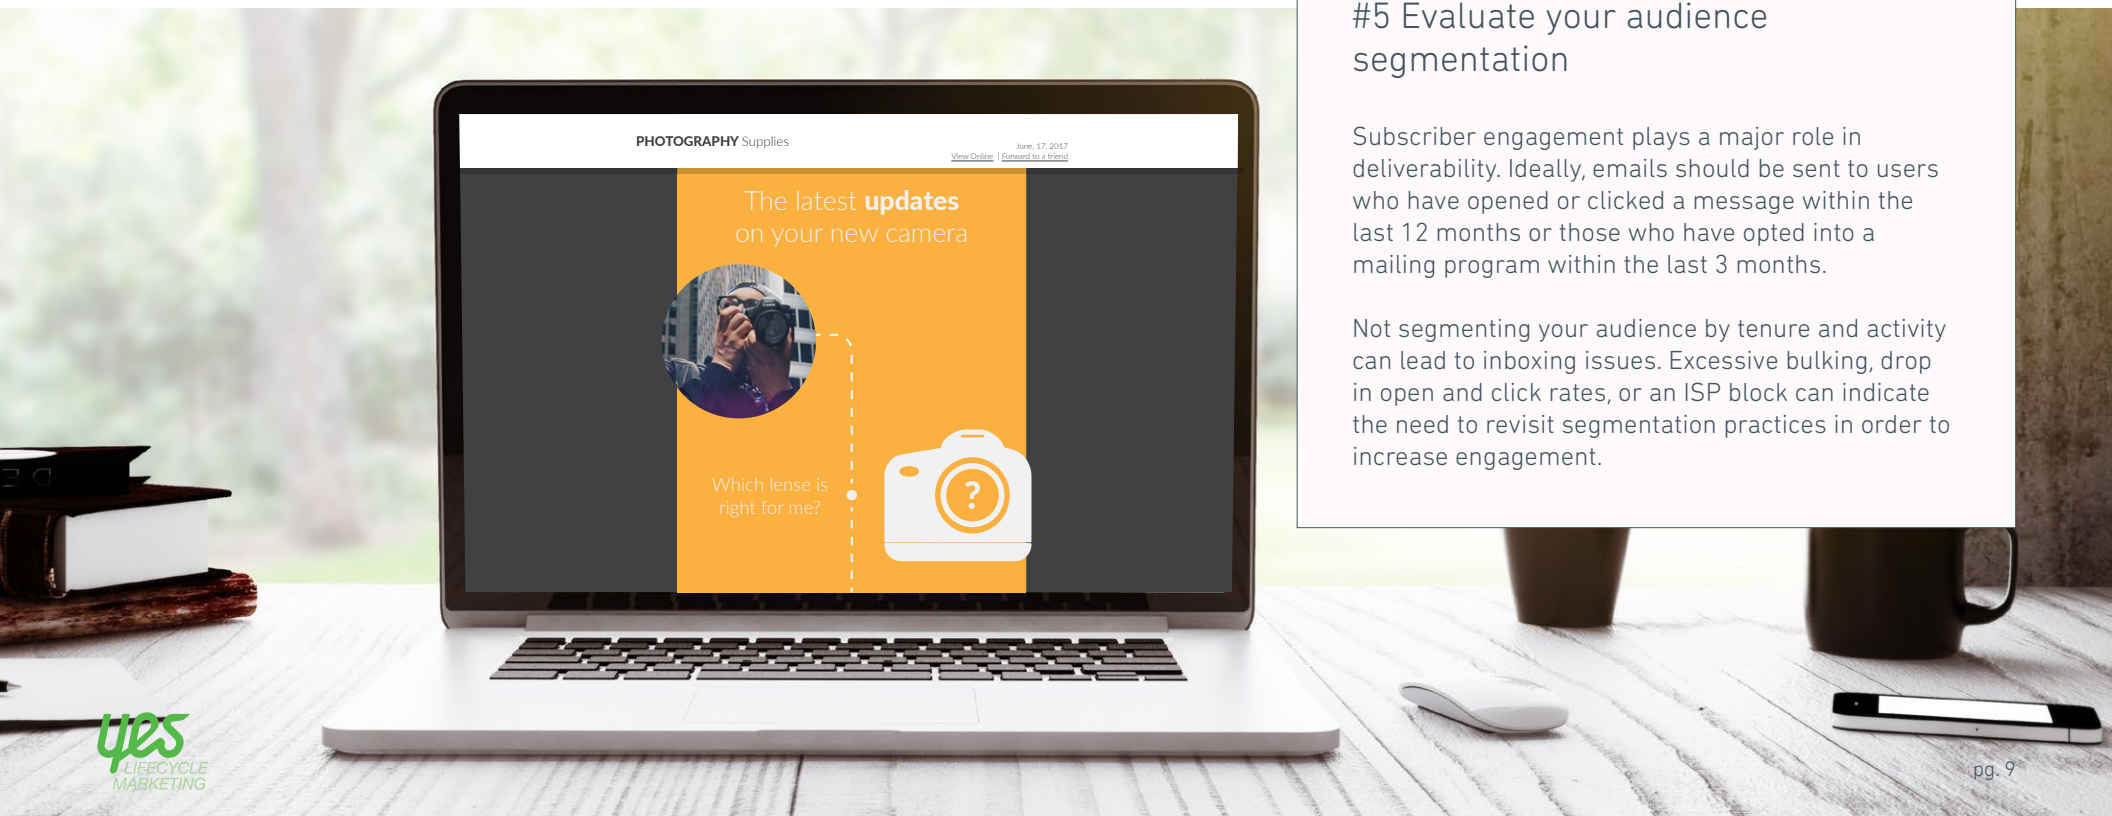 #5 Evaluate your audience
segmentation
Subscriber engagement plays a major role in
deliverability. Ideally, emails should be sent to users
who have opened or clicked a message within the
last 12 months or those who have opted into a
mailing program within the last 3 months.
Not segmenting your audience by tenure and activity
can lead to inboxing issues. Excessive bulking, drop
in open and click rates, or an ISP block can indicate
the need to revisit segmentation practices in order to
increase engagement.
PHOTOGRAPHY Supplies
June, 17, 2017
View Online | Forward to a friend
The latest updates
on your new camera
Which lense is
right for me?
?
yes
LIFECYCLE
MARKETING
pg. 9